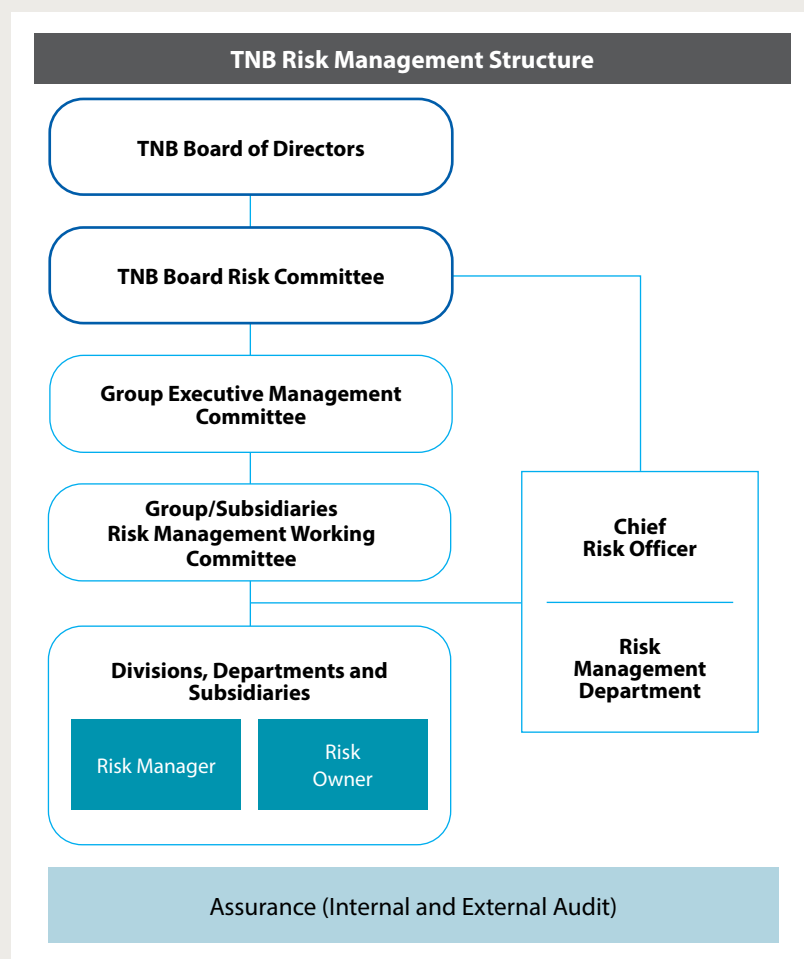 TNB Risk Management Structure
TNB Board of Directors
TNB Board Risk Committee
Group Executive Management
Committee
Group/Subsidiaries
Risk Management Working
Committee
Chief
Risk Officer
Risk
Management
Department
Divisions, Departments and
Subsidiaries
Risk Manager
Risk
Owner
Assurance (Internal and External Audit)